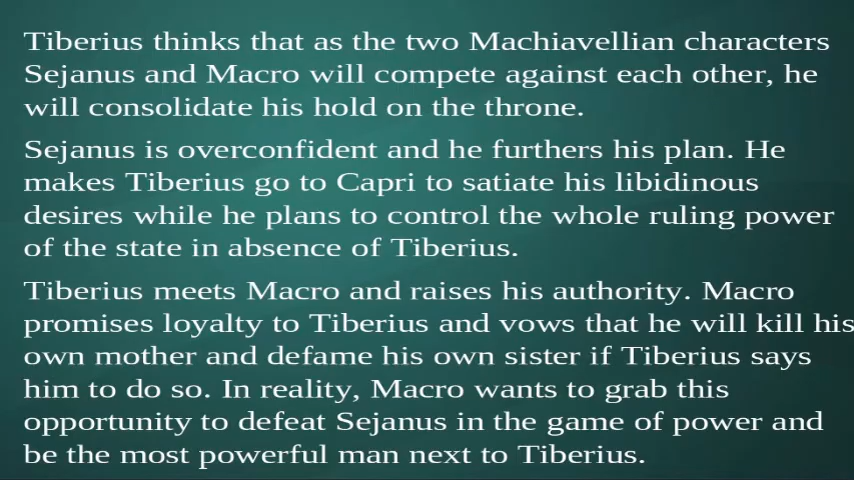 Tiberius thinks that as the two Machiavellian characters
Sejanus and Macro will compete against each other, he
will consolidate his hold on the throne.
Sejanus is overconfident and he furthers his plan. He
makes Tiberius go to Capri to satiate his libidinous
desires while he plans to control the whole ruling power
of the state in absence of Tiberius.
Tiberius meets Macro and raises his authority. Macro
promises loyalty to Tiberius and vows that he will kill his
own mother and defame his own sister if Tiberius says
him to do so. In reality, Macro wants to grab this
opportunity to defeat Sejanus in the game of power and
be the most powerful man next to Tiberius.